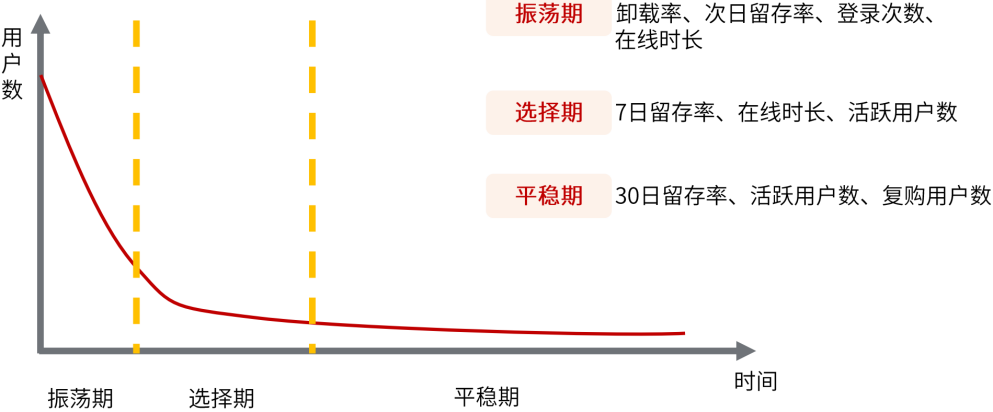 用户数
振荡期
卸载率、次日留存率、登录次数、
在线时长
选择期
7日留存率、在线时长、活跃用户数
平稳期
30日留存率、活跃用户数、复购用户数
时间
振荡期
选择期
平稳期